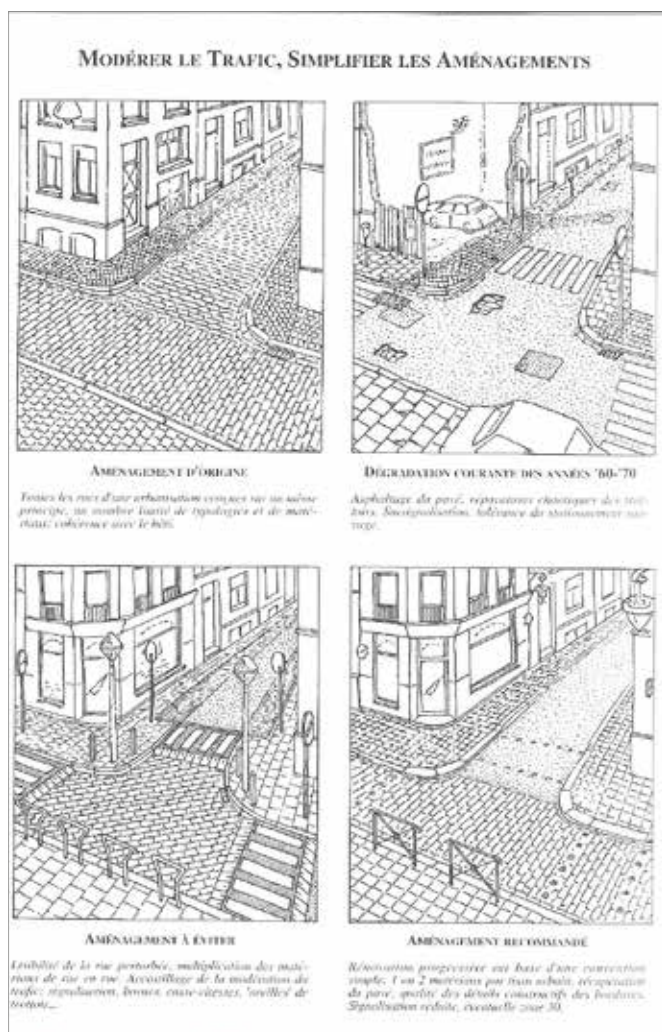 MODÉRER LE TRAFIC, SIMPLIFIER LES AMÉNAGEMENTS
AMÉNAGEMENT D'ORIGINE
Toutes les rues d'une urbanisation conçues sur un même
principe, un nombre limité de typologies et de maté-
riaux: cohérence avec le bâti.
DÉGRADATION COURANTE DES ANNÉES '60-'70
Asphaltage du pavé, réparations chaotiques des trot-
toirs. Sursignalisation, tolérance du stationnement sau-
vage.
AMÉNAGEMENT À ÉVITER
Lisibilité de la rue perturbée, multiplication des maté-
riaux de rue en rue. Accoutillage de la modération du
trafic: signalisation, bornes, casse-vitesses, 'oreilles' de
trottoir...
AMÉNAGEMENT RECOMMANDÉ
Rénovation progressive sur base d'une convention
simple, 1 ou 2 matériaux par tissu urbain, récupération
du pavé, qualité des détails constructifs des bordures.
Signalisation réduite, éventuelle zone 30.